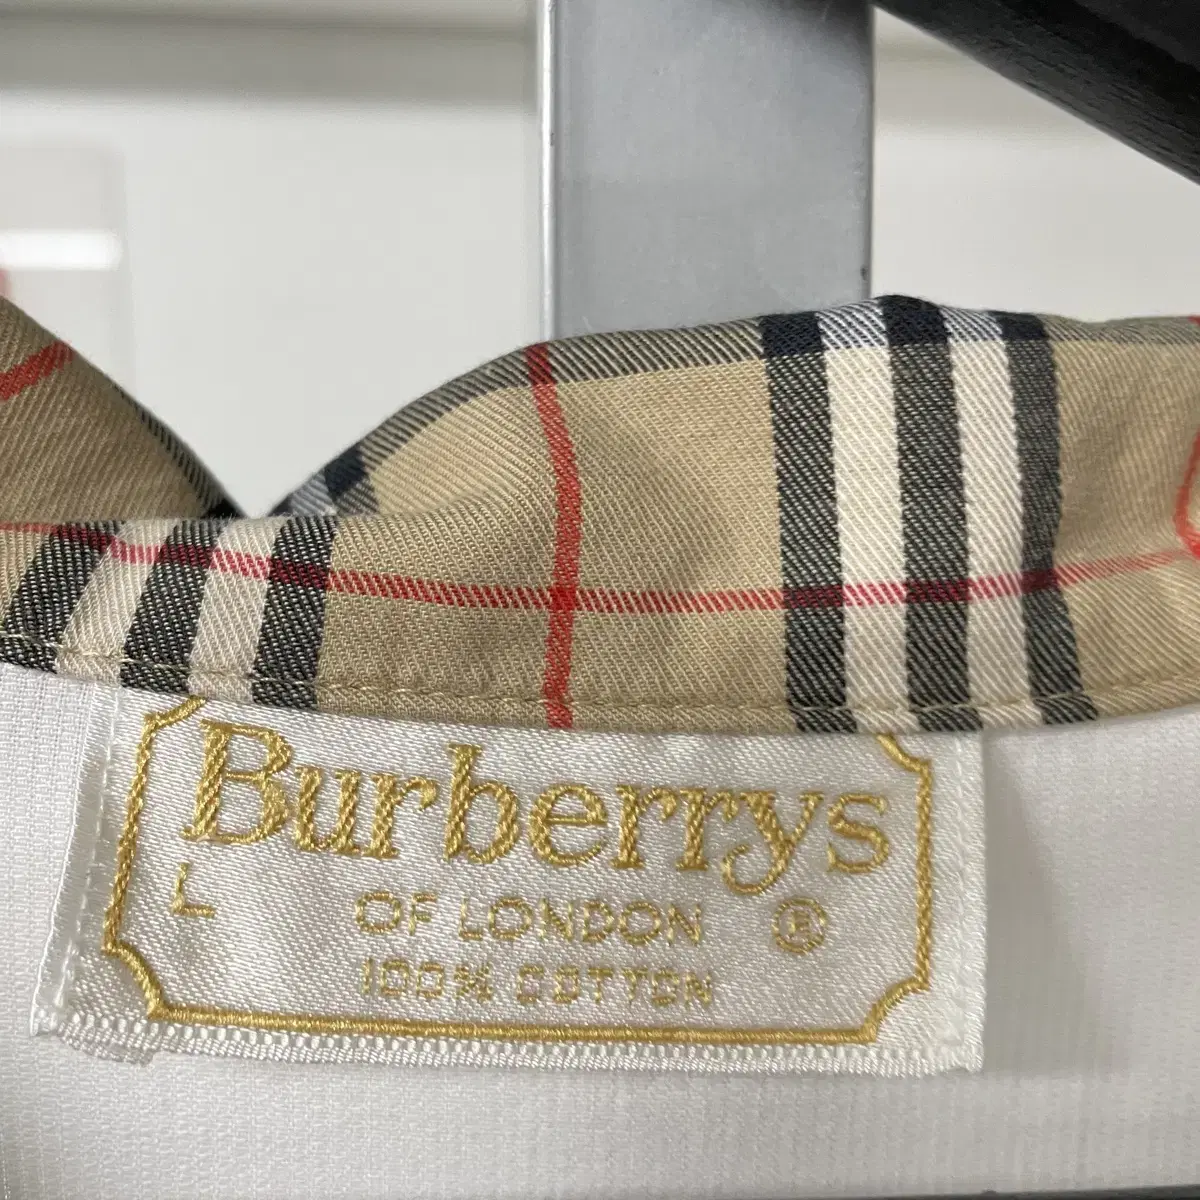 Burberrys
L OF LONDON ®
100% COTTON